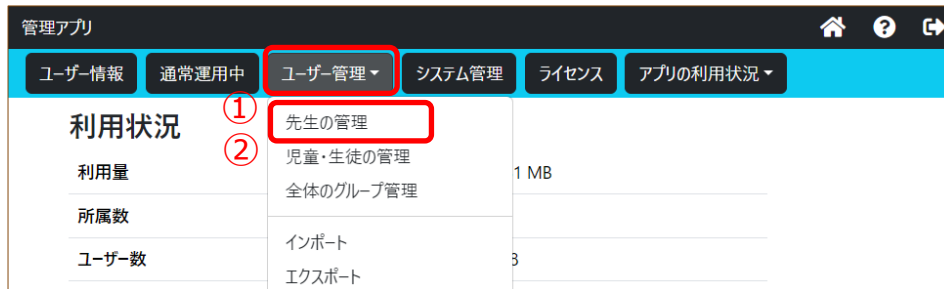 管理アプリ
ユーザー情報 通常運用中 ユーザー管理 システム管理 ライセンス アプリの利用状況
① 先生の管理
利用状況
② 児童・生徒の管理
利用量 1 MB
全体のグループ管理
所属数
インポート
ユーザー数
エクスポート